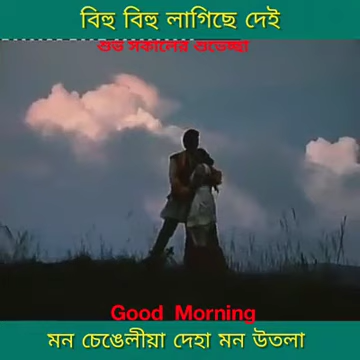 বিহু বিহু লাগিছে দেই
শুভ সকালের শুভেচ্ছা
Good Morning
মন চেঙেলীয়া দেহা মন উতলা